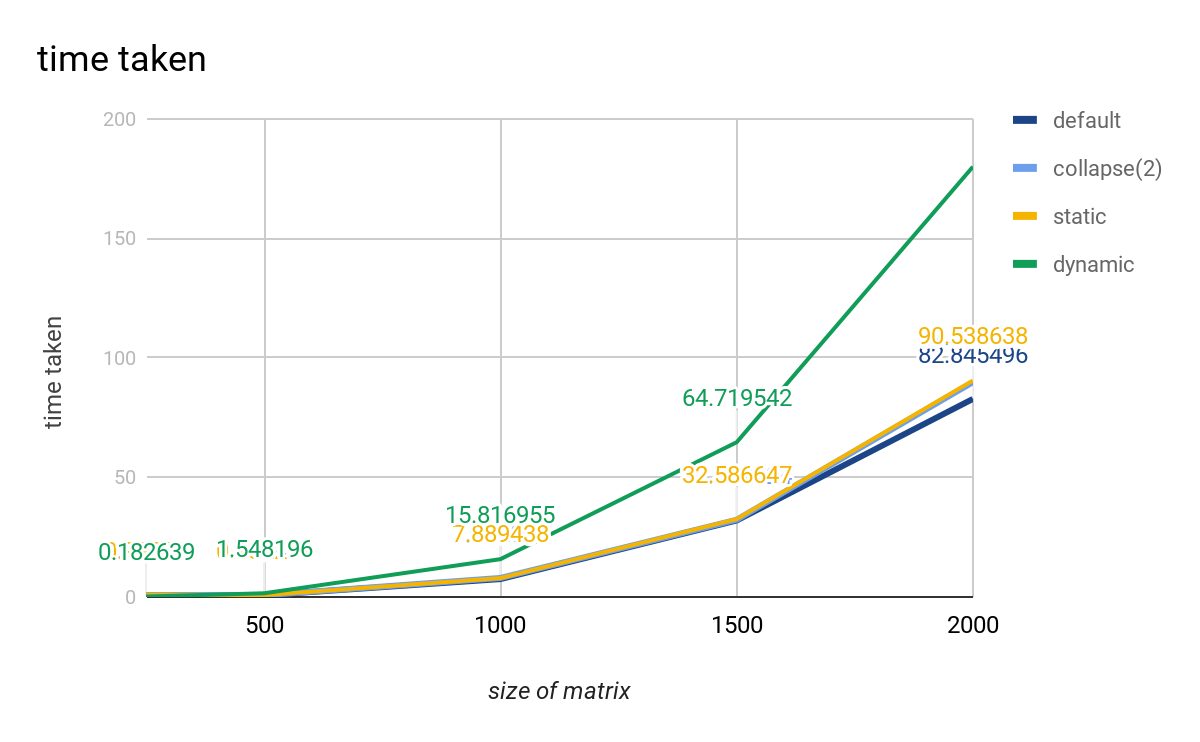 time taken
200
150
100
50
0
time taken
0.182639
1.548196
15.816955
7.889438
64.719542
32.586647
90.538638
82.845496
500
1000
1500
2000
size of matrix
default
collapse(2)
static
dynamic